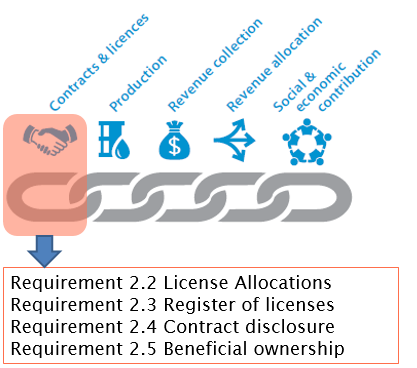 Contracts & licences
Production
Revenue collection
Revenue allocation
Social &
economic
contribution
$
Requirement 2.2 License Allocations
Requirement 2.3 Register of licenses
Requirement 2.4 Contract disclosure
Requirement 2.5 Beneficial ownership